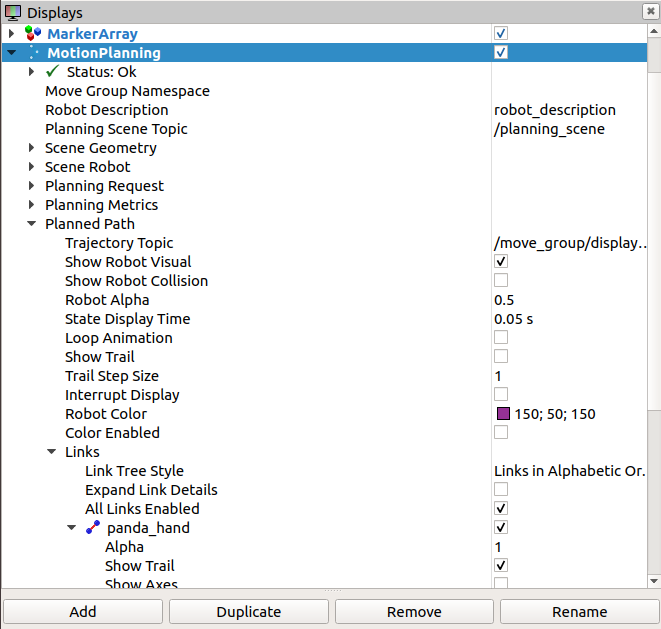 Displays
MarkerArray
MotionPlanning
Status: Ok
Move Group Namespace
Robot Description robot_description
Planning Scene Topic /planning_scene
Scene Geometry
Scene Robot
Planning Request
Planning Metrics
Planned Path
Trajectory Topic /move_group/display...
Show Robot Visual
Show Robot Collision
Robot Alpha 0.5
State Display Time 0.05 s
Loop Animation
Show Trail
Trail Step Size 1
Interrupt Display
Robot Color 150; 50; 150
Color Enabled
Links
Link Tree Style Links in Alphabetic Or...
Expand Link Details
All Links Enabled
panda_hand
Alpha 1
Show Trail
Show Axes
Add Duplicate Remove Rename